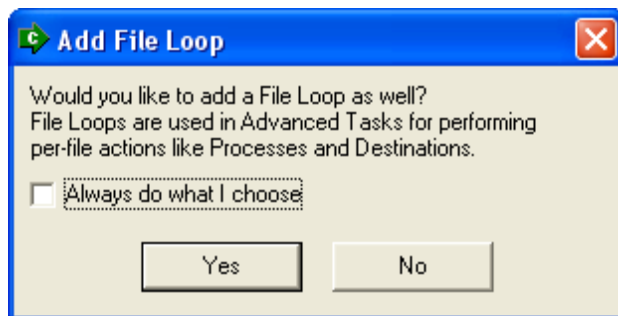 Add File Loop
Would you like to add a File Loop as well?
File Loops are used in Advanced Tasks for performing
per-file actions like Processes and Destinations.
Always do what I choose
Yes No